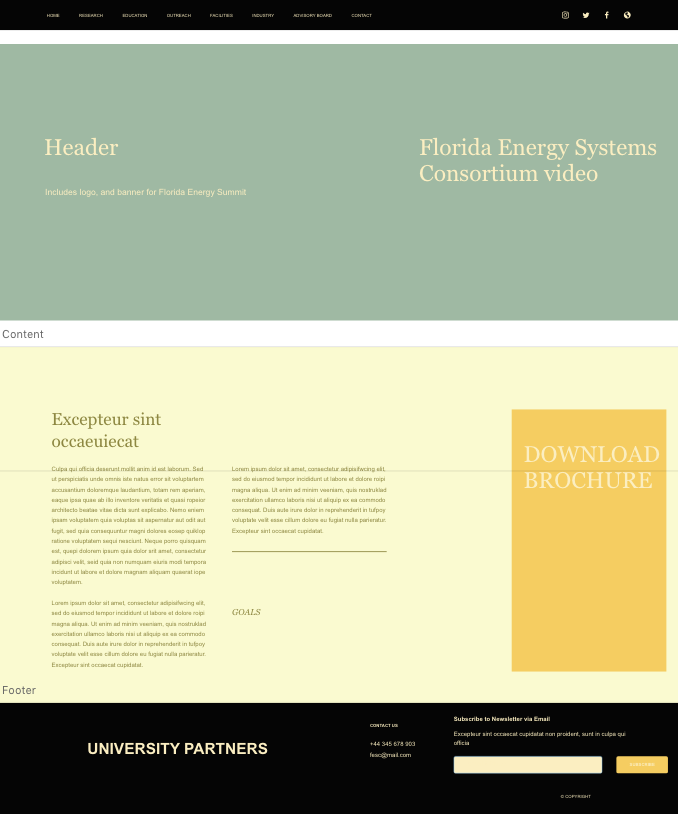 HOME RESEARCH EDUCATION OUTREACH FACILITIES INDUSTRY ADVISORY BOARD CONTACT
Header
Includes logo, and banner for Florida Energy Summit
Florida Energy Systems
Consortium video
Content
Excepteur sint
occaeuiecat
Culpa qui officia deserunt mollit anim id est laborum. Sed
ut perspiciatis unde omnis iste natus error sit voluptartem
accusantium doloremque laudantium, totam rem aperiam,
eaque ipsa quae ab illo inventore veritatis et quasi ropeior
architecto beatae vitae dicta sunt explicabo. Nemo eniem
ipsam voluptatem quia voluptas sit aspernatur aut odit aut
fugit, sed quia consequuntur magni dolores eosep quiklop
ratione voluptatem sequi nesciunt. Neque porro quisquam
est, quepi dolorem ipsum quia dolor srit amet, consectetur
adipisci velit, seid quia non numquam eiuris modi tempora
incidunt ut labore et dolore magnam aliquam quaerat iope
voluptatem.
Lorem ipsum dolor sit amet, consectetur adipisifwcing elit,
sed do eiusmod tempor incididunt ut labore et dolore roipi
magna aliqua. Ut enim ad minim veeniam, quis nostruklad
exercitation ullamco laboris nisi ut aliquip ex ea commodo
consequat. Duis aute irure dolor in reprehenderit in tufpoy
voluptate velit esse cillum dolore eu fugiat nulla parieratur.
Excepteur sint occaecat cupidatat.
Lorem ipsum dolor sit amet, consectetur adipisifwcing elit,
sed do eiusmod tempor incididunt ut labore et dolore roipi
magna aliqua. Ut enim ad minim veeniam, quis nostruklad
exercitation ullamco laboris nisi ut aliquip ex ea commodo
consequat. Duis aute irure dolor in reprehenderit in tufpoy
voluptate velit esse cillum dolore eu fugiat nulla parieratur.
Excepteur sint occaecat cupidatat.
GOALS
DOWNLOAD
BROCHURE
Footer
UNIVERSITY PARTNERS
CONTACT US
+44 345 678 903
fesc@mail.com
Subscribe to Newsletter via Email
Excepteur sint occaecat cupidatat non proident, sunt in culpa qui
officia
SUBSCRIBE
© COPYRIGHT